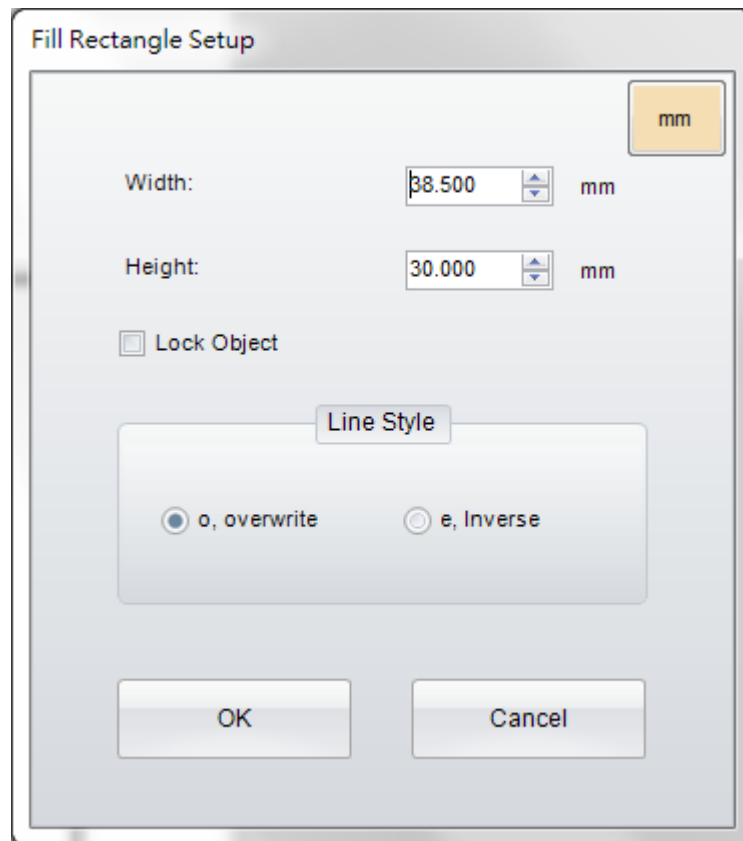 Fill Rectangle Setup
mm
Width: 38.500 mm
Height: 30.000 mm
Lock Object
Line Style
o, overwrite e, Inverse
OK Cancel